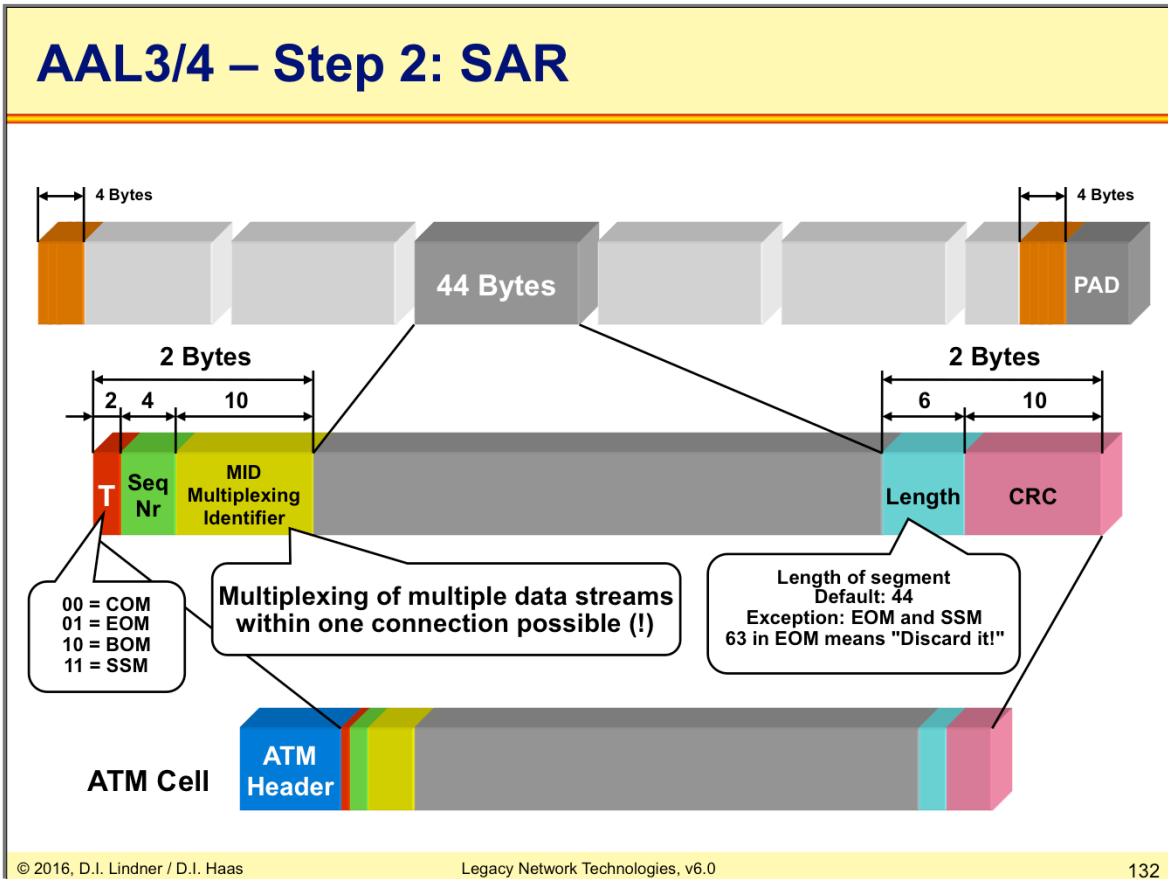 AAL3/4 – Step 2: SAR
4 Bytes
4 Bytes
44 Bytes
PAD
2 Bytes
2 Bytes
2
4
10
6
10
T
Seq
Nr
MID
Multiplexing
Identifier
Length
CRC
00 = COM
01 = EOM
10 = BOM
11 = SSM
Multiplexing of multiple data streams
within one connection possible (!)
Length of segment
Default: 44
Exception: EOM and SSM
63 in EOM means "Discard it!"
ATM Cell
ATM
Header
© 2016, D.I. Lindner / D.I. Haas
Legacy Network Technologies, v6.0
132